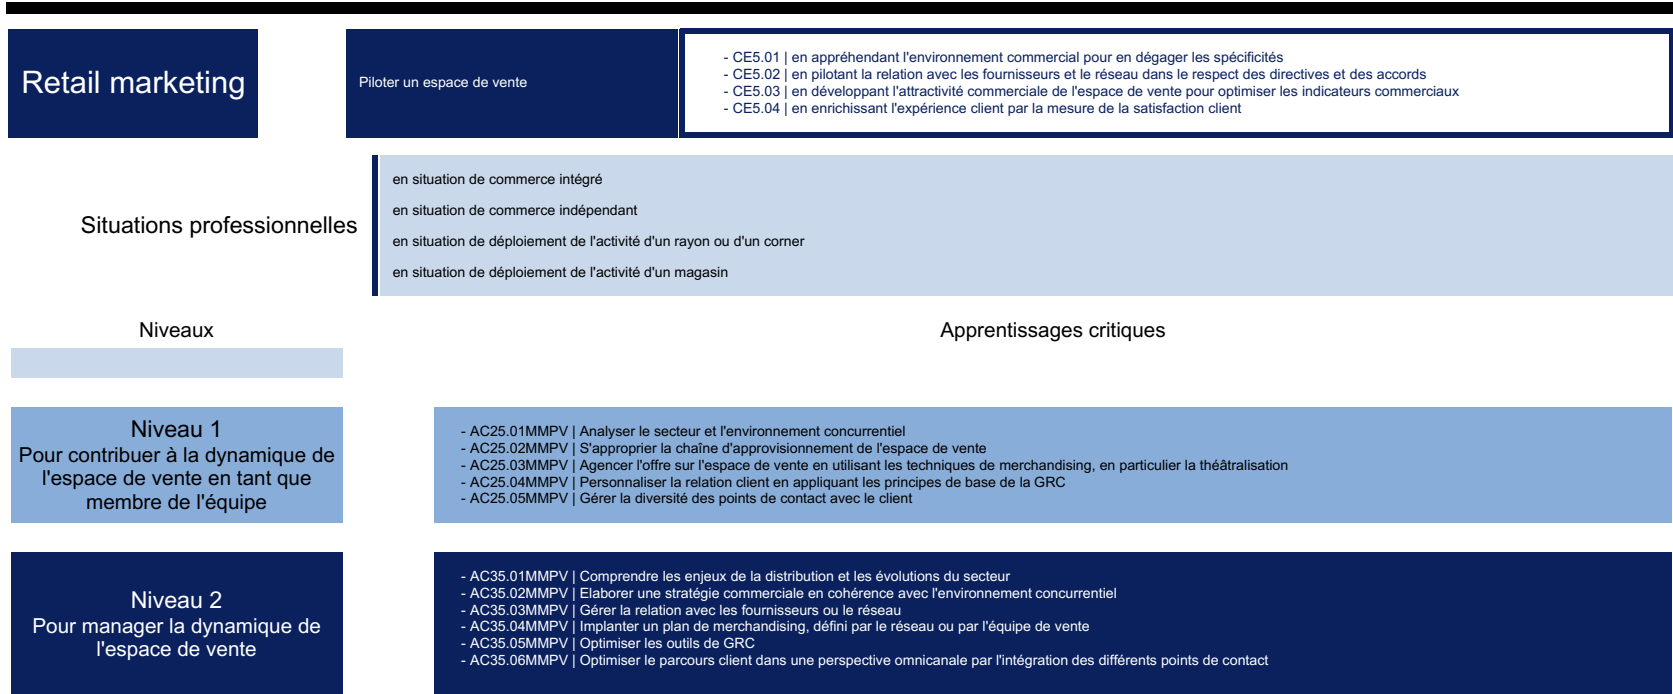 Retail marketing
Piloter un espace de vente
- CE5.01 | en appréhendant l'environnement commercial pour en dégager les spécificités
- CE5.02 | en pilotant la relation avec les fournisseurs et le réseau dans le respect des directives et des accords
- CE5.03 | en développant l'attractivité commerciale de l'espace de vente pour optimiser les indicateurs commerciaux
- CE5.04 | en enrichissant l'expérience client par la mesure de la satisfaction client
Situations professionnelles
en situation de commerce intégré
en situation de commerce indépendant
en situation de déploiement de l'activité d'un rayon ou d'un corner
en situation de déploiement de l'activité d'un magasin
Niveaux
Apprentissages critiques
Niveau 1
Pour contribuer à la dynamique de
l'espace de vente en tant que
membre de l'équipe
- AC25.01MMPV | Analyser le secteur et l'environnement concurrentiel
- AC25.02MMPV | S'approprier la chaîne d'approvisionnement de l'espace de vente
- AC25.03MMPV | Agencer l'offre sur l'espace de vente en utilisant les techniques de merchandising, en particulier la théâtralisation
- AC25.04MMPV | Personnaliser la relation client en appliquant les principes de base de la GRC
- AC25.05MMPV | Gérer la diversité des points de contact avec le client
Niveau 2
Pour manager la dynamique de
l'espace de vente
- AC35.01MMPV | Comprendre les enjeux de la distribution et les évolutions du secteur
- AC35.02MMPV | Elaborer une stratégie commerciale en cohérence avec l'environnement concurrentiel
- AC35.03MMPV | Gérer la relation avec les fournisseurs ou le réseau
- AC35.04MMPV | Implanter un plan de merchandising, défini par le réseau ou par l'équipe de vente
- AC35.05MMPV | Optimiser les outils de GRC
- AC35.06MMPV | Optimiser le parcours client dans une perspective omnicanale par l'intégration des différents points de contact